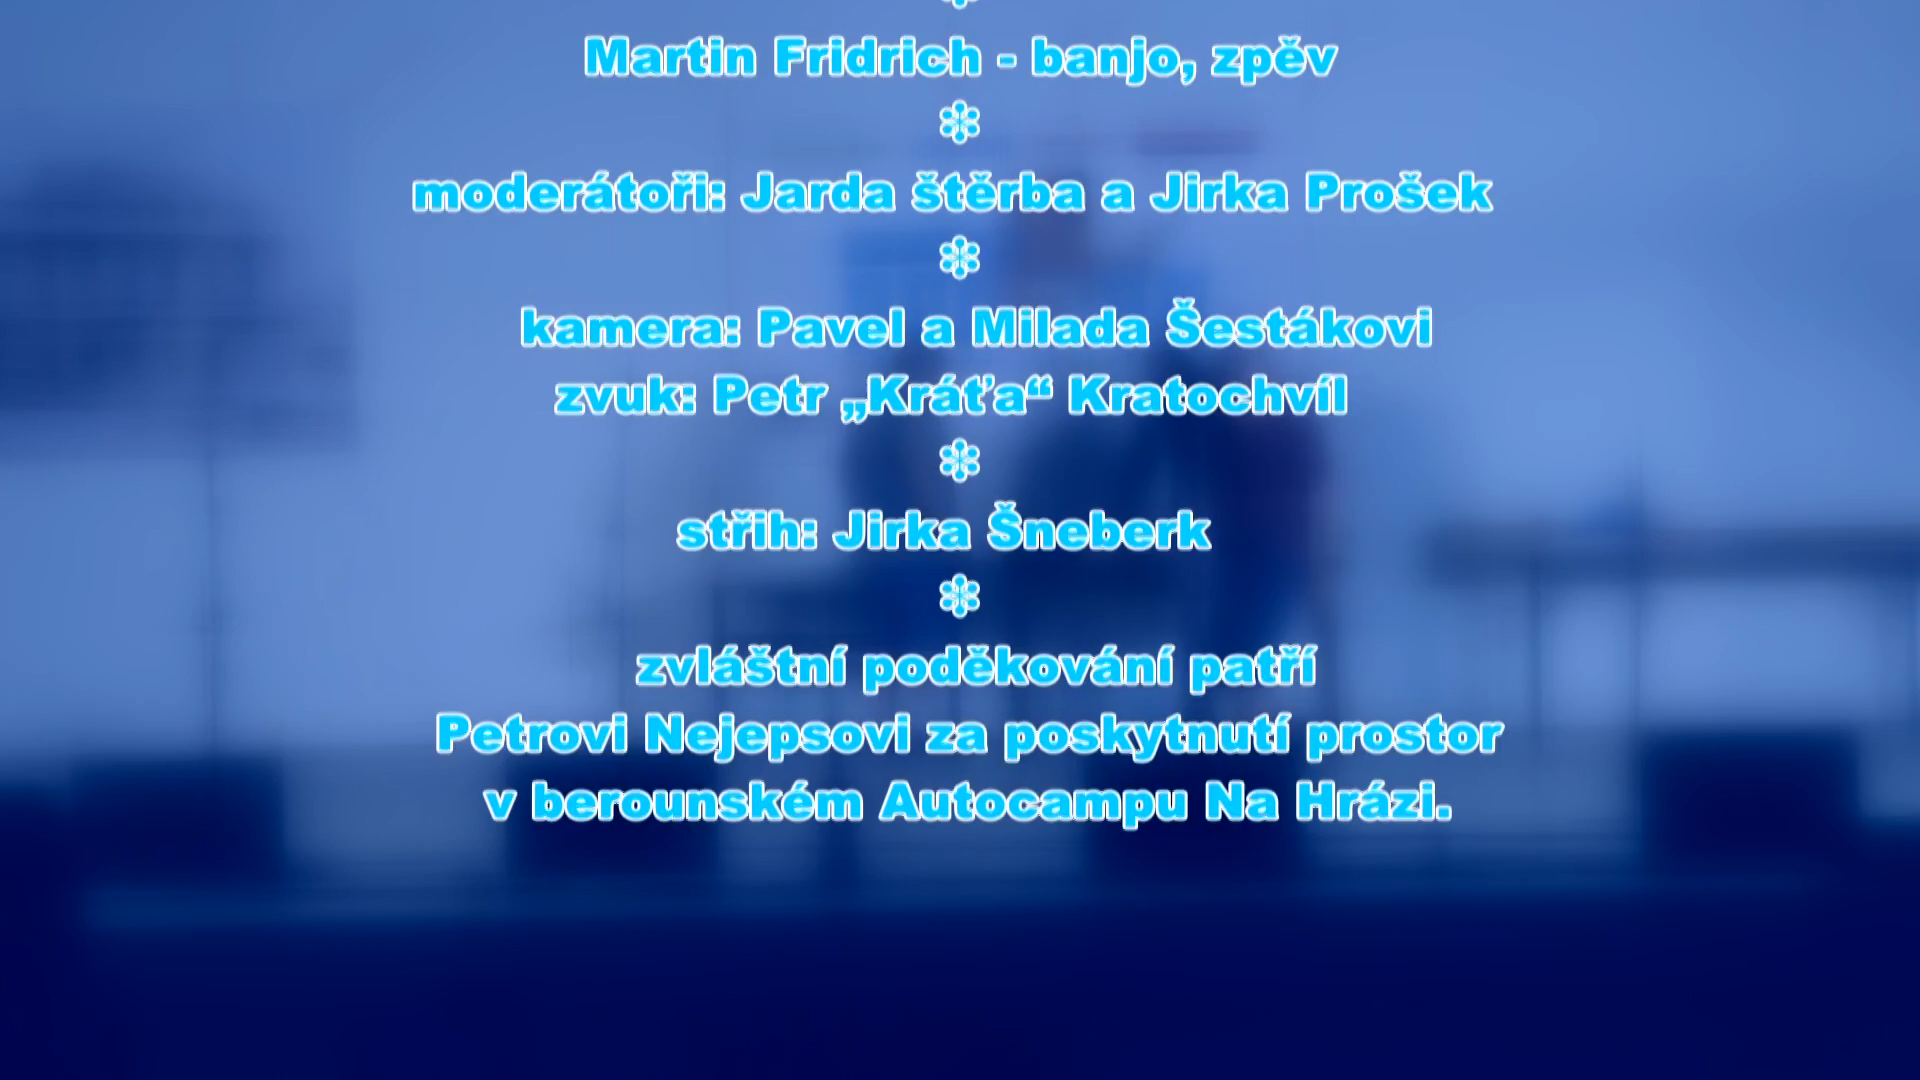 Martin Fridrich - banjo, zpěv
✻
moderátoři: Jarda štěrba a Jirka Prošek
✻
kamera: Pavel a Milada Šestákovi
zvuk: Petr „Kráťa“ Kratochvíl
✻
střih: Jirka Šneberk
✻
zvláštní poděkování patří
Petrovi Nejepsovi za poskytnutí prostor
v berounském Autocampu Na Hrázi.